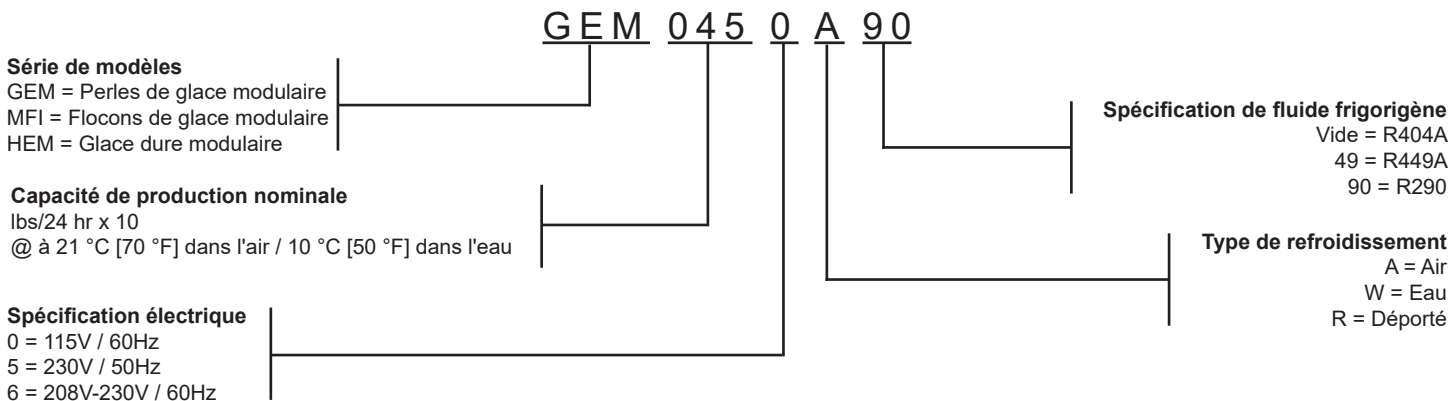 GEM 045 0 A 90
Série de modèles
GEM = Perles de glace modulaire
MFI = Flocons de glace modulaire
HEM = Glace dure modulaire
Capacité de production nominale
lbs/24 hr x 10
@ à 21 °C [70 °F] dans l'air / 10 °C [50 °F] dans l'eau
Spécification électrique
0 = 115V / 60Hz
5 = 230V / 50Hz
6 = 208V-230V / 60Hz
Spécification de fluide frigorigène
Vide = R404A
49 = R449A
90 = R290
Type de refroidissement
A = Air
W = Eau
R = Déporté